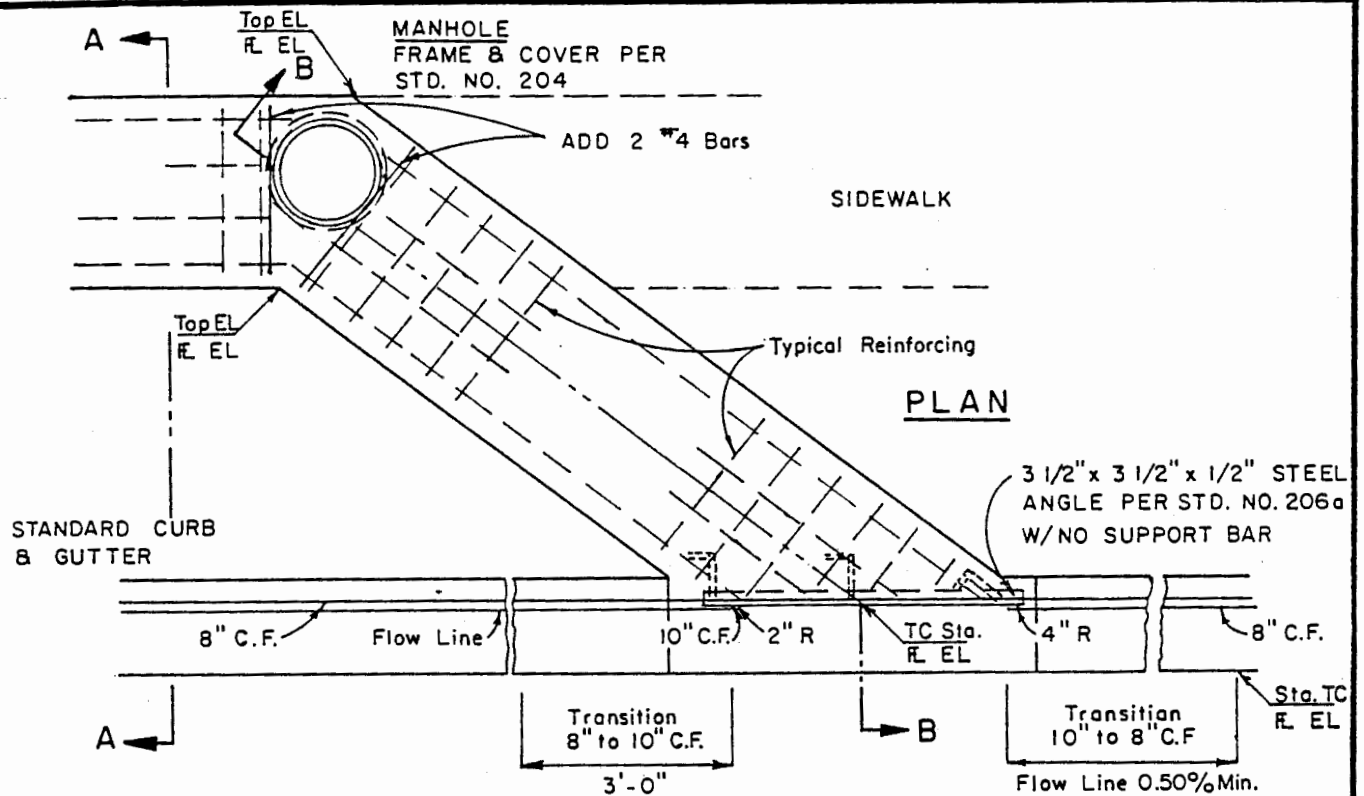 Top EL
FL EL
MANHOLE
FRAME & COVER PER
STD. NO. 204
A
B
ADD 2 #4 Bars
SIDEWALK
Top EL
FL EL
Typical Reinforcing
PLAN
3 1/2" x 3 1/2" x 1/2" STEEL
ANGLE PER STD. NO. 206a
W/NO SUPPORT BAR
STANDARD CURB
& GUTTER
8" C.F.
Flow Line
10" C.F.
2" R
TC Sta.
FL EL
4" R
8" C.F.
Sta. TC
FL EL
A
Transition
8" to 10" C.F.
3'-0"
B
Transitian
10" to 8" C.F
Flow Line 0.50% Min.